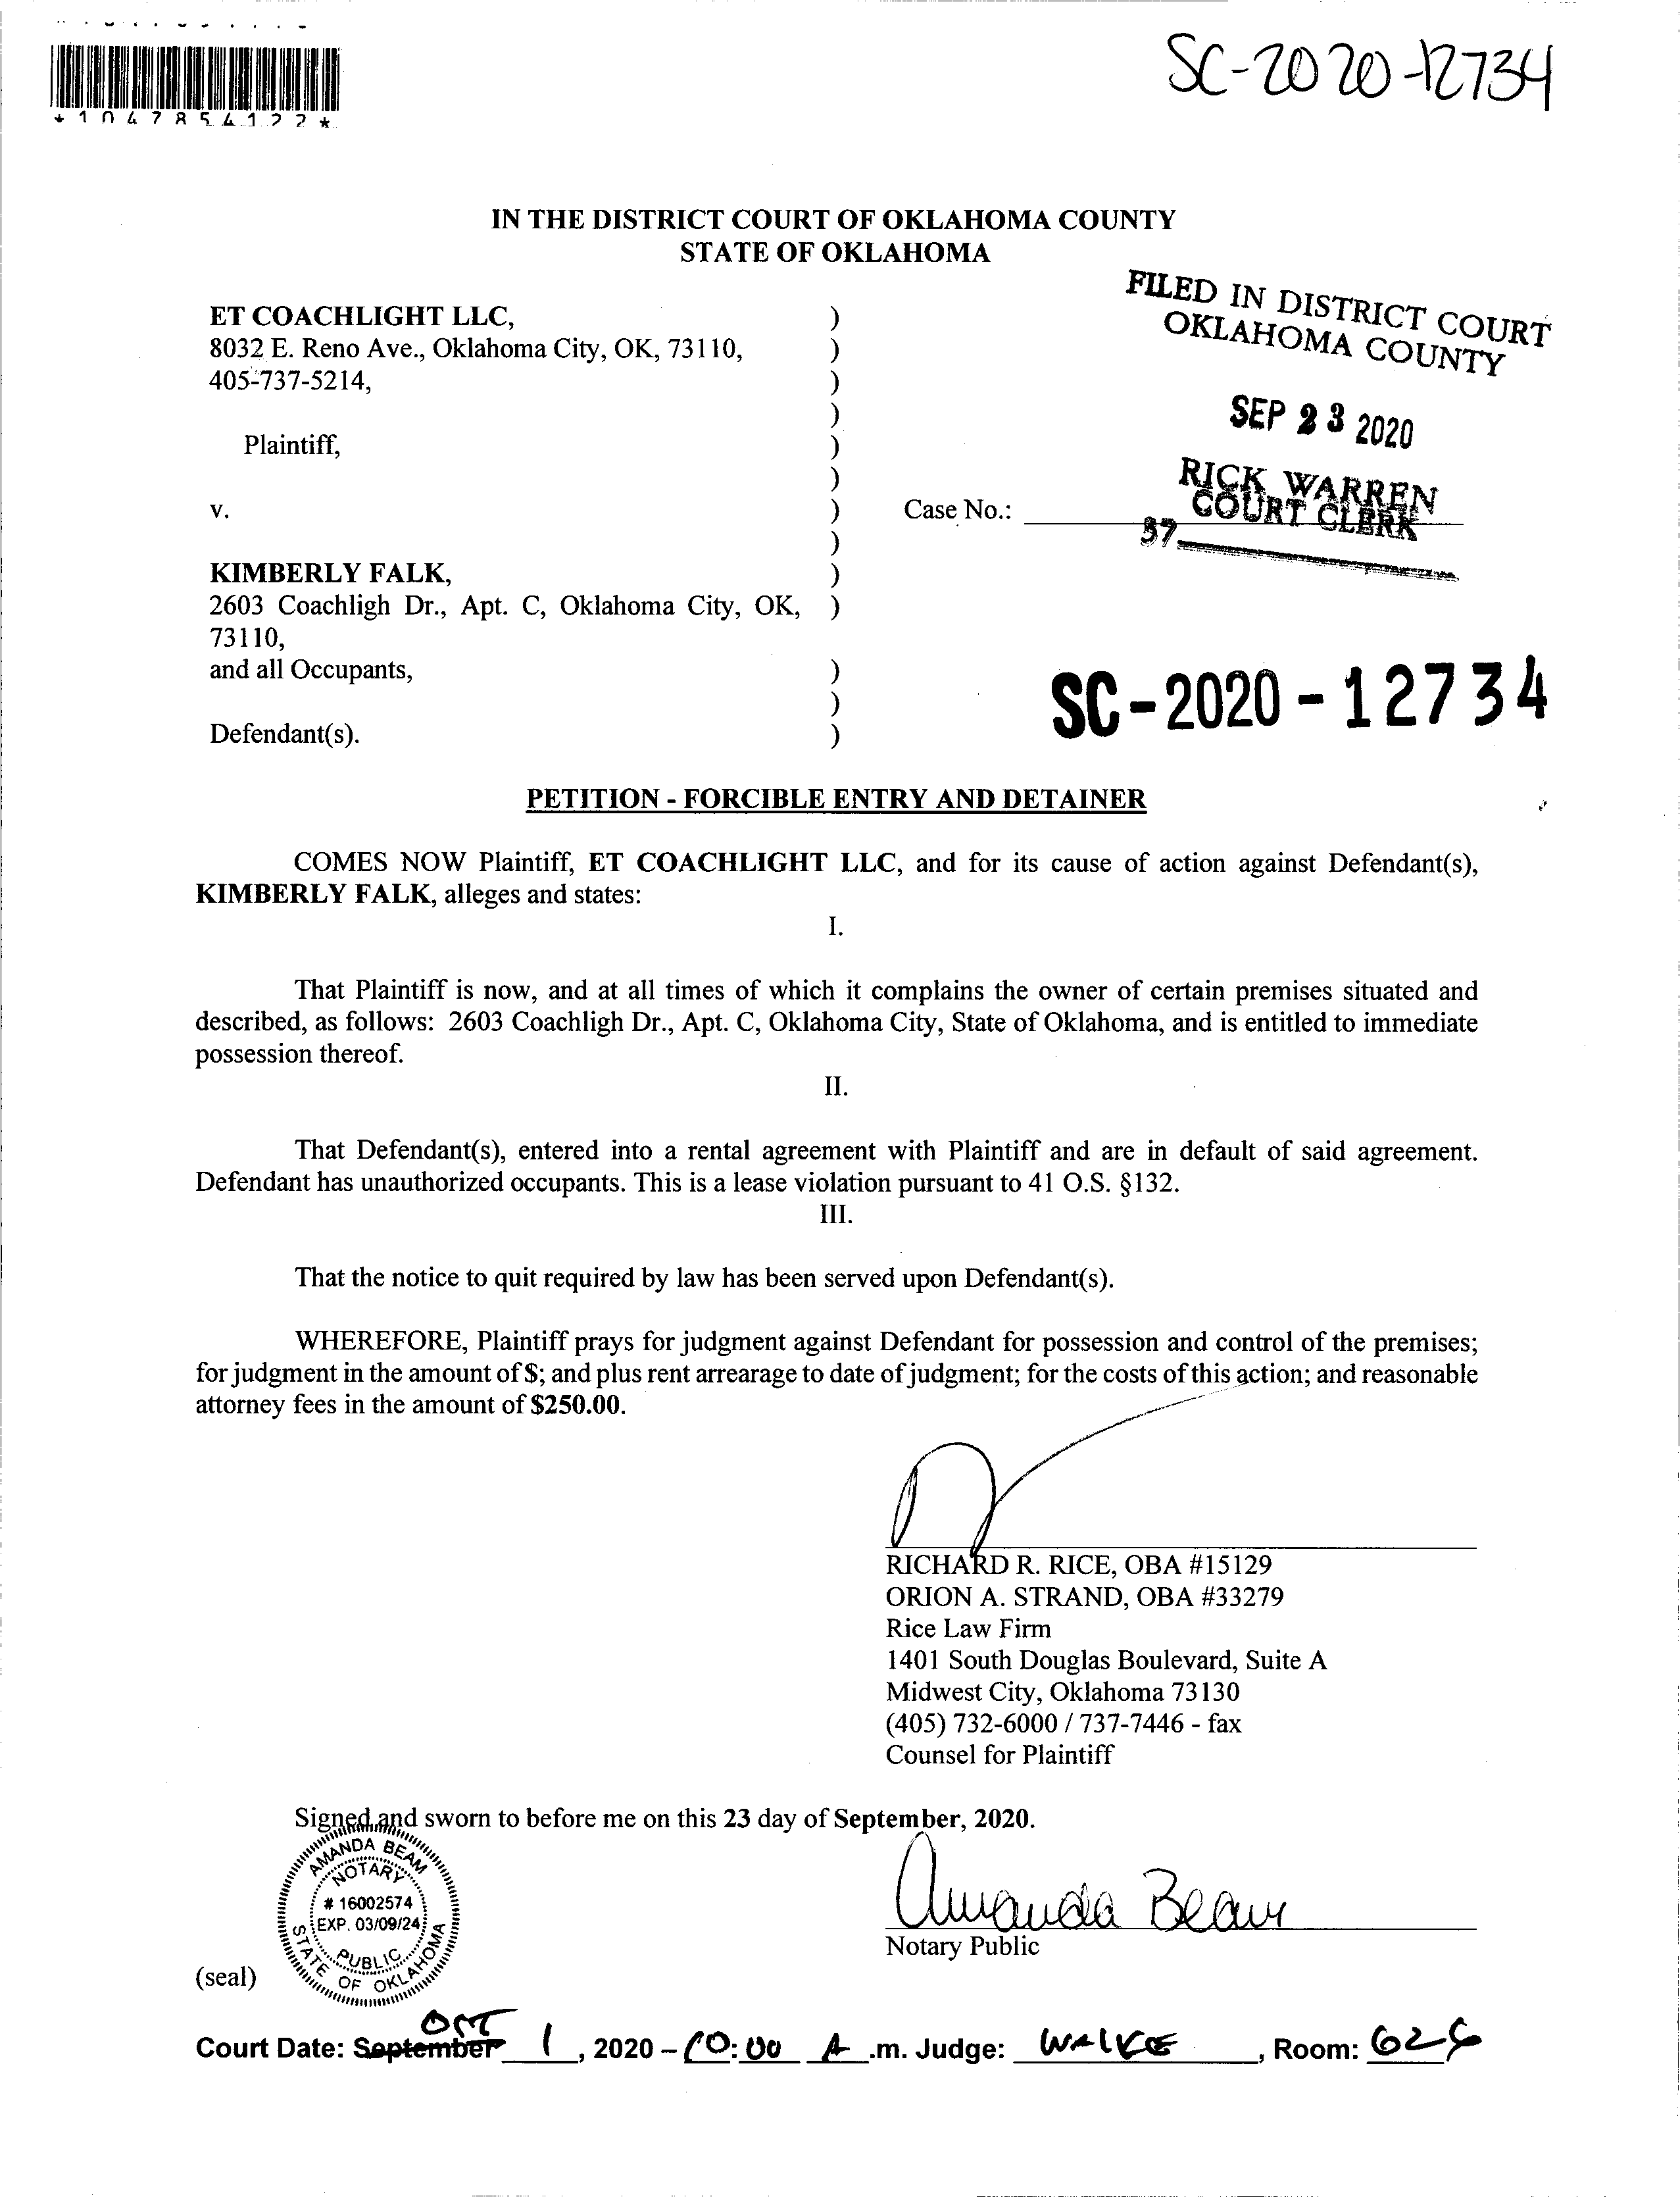 SC-2020-12734
*1047854122*
IN THE DISTRICT COURT OF OKLAHOMA COUNTY
STATE OF OKLAHOMA
FILED IN DISTRICT COURT
OKLAHOMA COUNTY
SEP 23 2020
RICK WARREN
COURT CLERK
37
ET COACHLIGHT LLC, )
8032 E. Reno Ave., Oklahoma City, OK, 73110, )
405-737-5214, )
)
Plaintiff, )
)
v. ) Case No.:
)
KIMBERLY FALK, )
2603 Coachligh Dr., Apt. C, Oklahoma City, OK, )
73110,
and all Occupants, )
)
Defendant(s). )
SC-2020-12734
PETITION - FORCIBLE ENTRY AND DETAINER
COMES NOW Plaintiff, ET COACHLIGHT LLC, and for its cause of action against Defendant(s),
KIMBERLY FALK, alleges and states:
I.
That Plaintiff is now, and at all times of which it complains the owner of certain premises situated and
described, as follows: 2603 Coachligh Dr., Apt. C, Oklahoma City, State of Oklahoma, and is entitled to immediate
possession thereof.
II.
That Defendant(s), entered into a rental agreement with Plaintiff and are in default of said agreement.
Defendant has unauthorized occupants. This is a lease violation pursuant to 41 O.S. §132.
III.
That the notice to quit required by law has been served upon Defendant(s).
WHEREFORE, Plaintiff prays for judgment against Defendant for possession and control of the premises;
for judgment in the amount of $; and plus rent arrearage to date of judgment; for the costs of this action; and reasonable
attorney fees in the amount of $250.00.
RICHARD R. RICE, OBA #15129
ORION A. STRAND, OBA #33279
Rice Law Firm
1401 South Douglas Boulevard, Suite A
Midwest City, Oklahoma 73130
(405) 732-6000 / 737-7446 - fax
Counsel for Plaintiff
Signed and sworn to before me on this 23 day of September, 2020.
AMANDA BEAM
NOTARY
# 16002574
EXP. 03/09/24
PUBLIC
STATE OF OKLAHOMA
Amanda Beam
Notary Public
(seal)
OCT
Court Date: September 1, 2020 – 10:00 A .m. Judge: WALKE, Room: